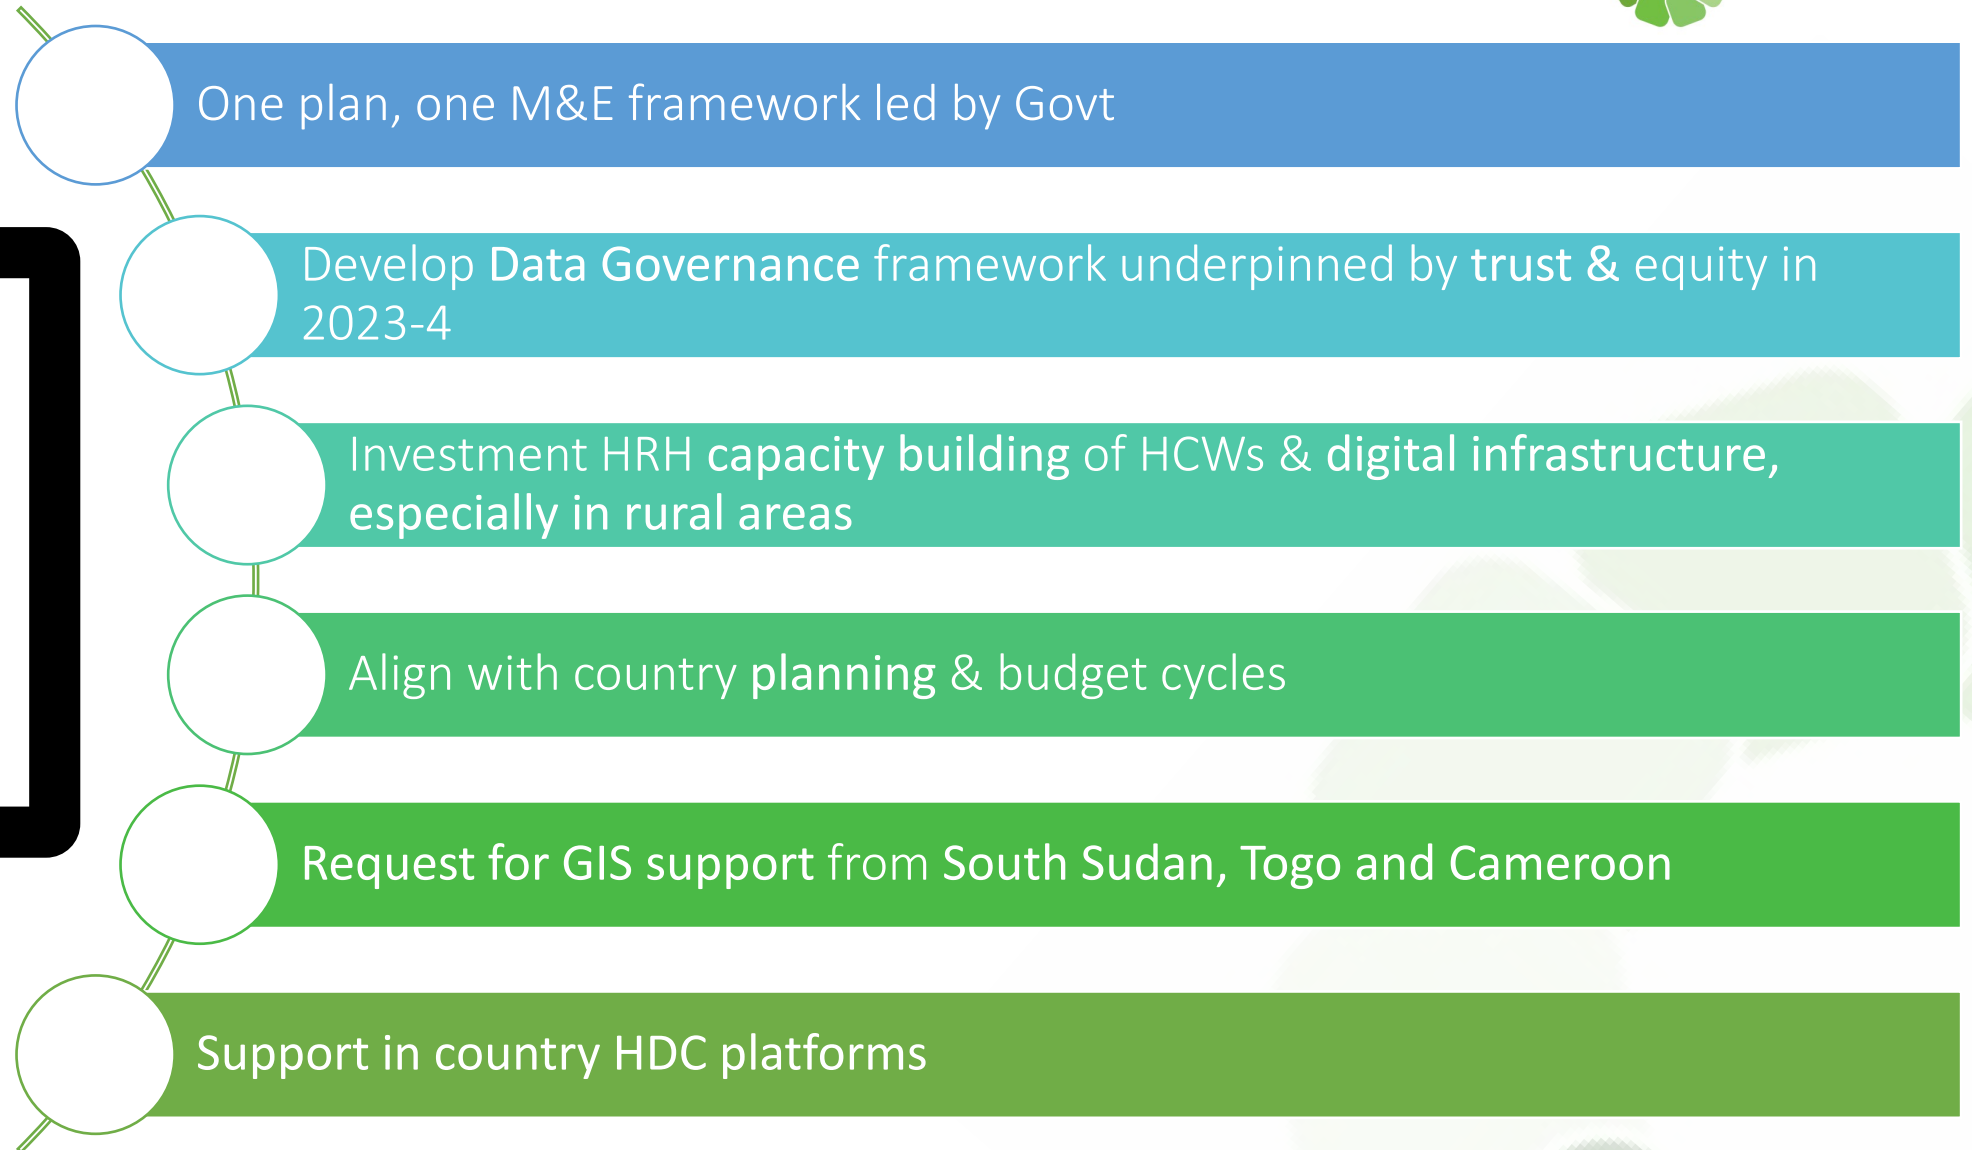 One plan, one M&E framework led by Govt
Develop Data Governance framework underpinned by trust & equity in
2023-4
Investment HRH capacity building of HCWs & digital infrastructure,
especially in rural areas
Align with country planning & budget cycles
Request for GIS support from South Sudan, Togo and Cameroon
Support in country HDC platforms